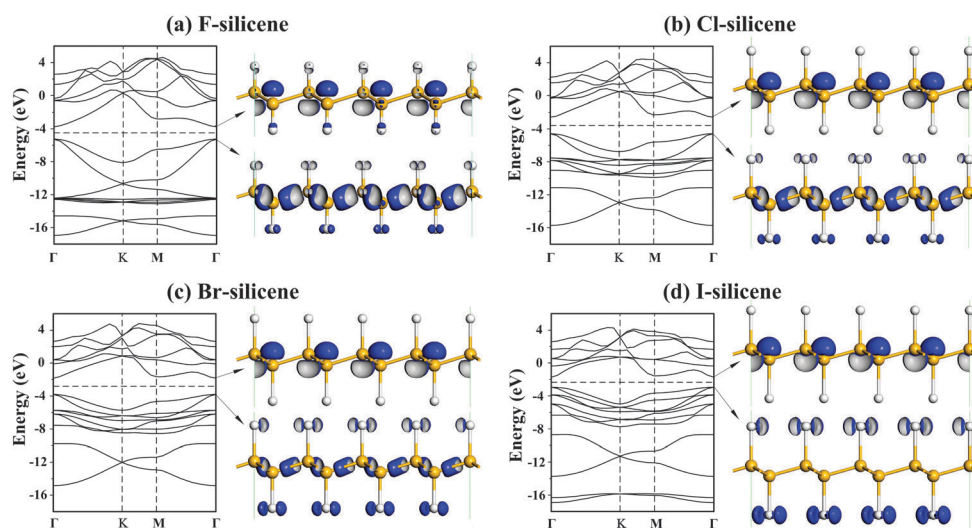 (a) F-silicene
Energy (eV)
4
0
-4
-8
-12
-16
Γ K M Γ
(b) Cl-silicene
Energy (eV)
4
0
-4
-8
-12
-16
Γ K M Γ
(c) Br-silicene
Energy (eV)
4
0
-4
-8
-12
-16
Γ K M Γ
(d) I-silicene
Energy (eV)
4
0
-4
-8
-12
-16
Γ K M Γ